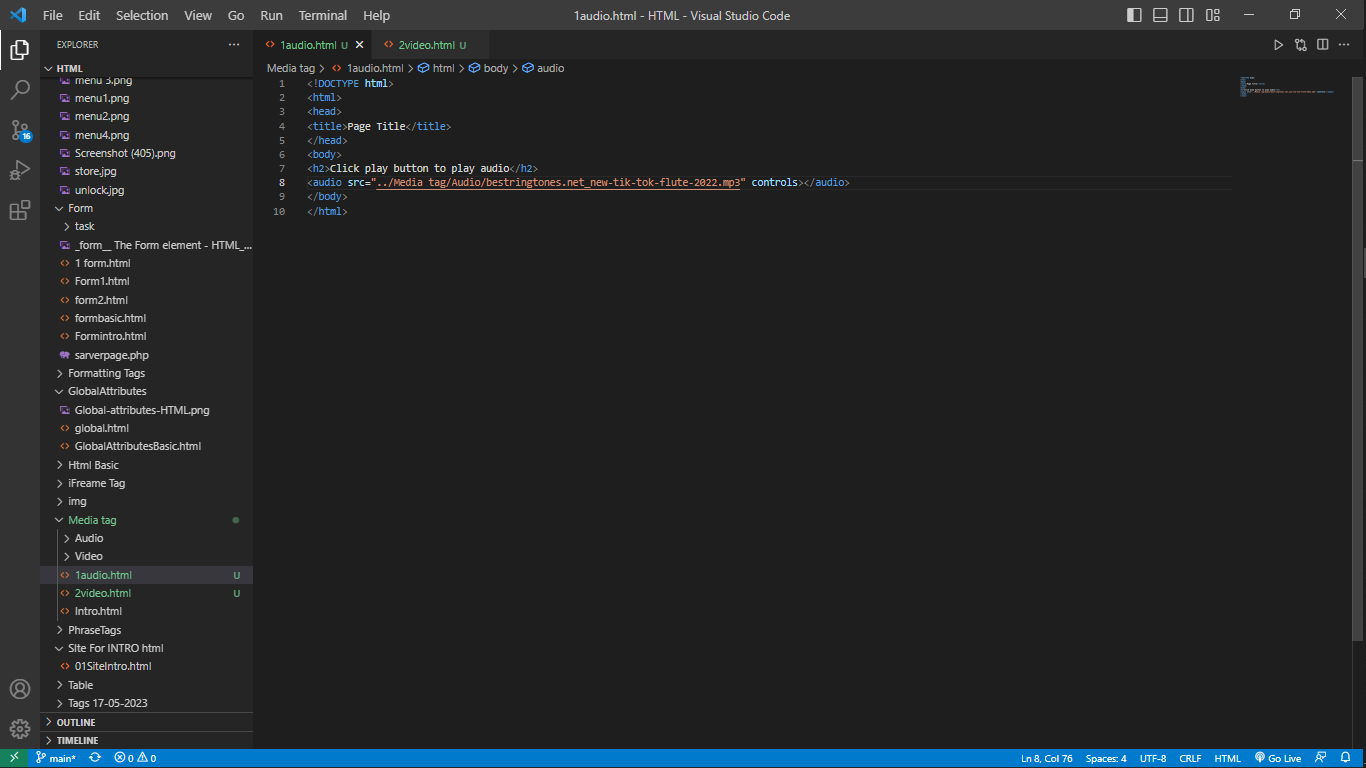 File Edit Selection View Go Run Terminal Help
1audio.html - HTML - Visual Studio Code
EXPLORER
HTML
menu 3.png
menu1.png
menu2.png
menu4.png
Screenshot (405).png
store.jpg
unlock.jpg
Form
task
_form__ The Form element - HTML_...
1 form.html
Form1.html
form2.html
formbasic.html
Formintro.html
sarverpage.php
Formatting Tags
GlobalAttributes
Global-attributes-HTML.png
global.html
GlobalAttributesBasic.html
Html Basic
iFreame Tag
img
Media tag
Audio
Video
1audio.html U
2video.html U
Intro.html
PhraseTags
SIte For INTRO html
01SiteIntro.html
Table
Tags 17-05-2023
OUTLINE
TIMELINE
1audio.html U 2video.html U
Media tag > 1audio.html > html > body > audio
1 <!DOCTYPE html>
2 <html>
3 <head>
4 <title>Page Title</title>
5 </head>
6 <body>
7 <h2>Click play button to play audio</h2>
8 <audio src="../Media tag/Audio/bestringtones.net_new-tik-tok-flute-2022.mp3" controls></audio>
9 </body>
10 </html>
16
main* 0 0 Ln 8, Col 76 Spaces: 4 UTF-8 CRLF HTML Go Live